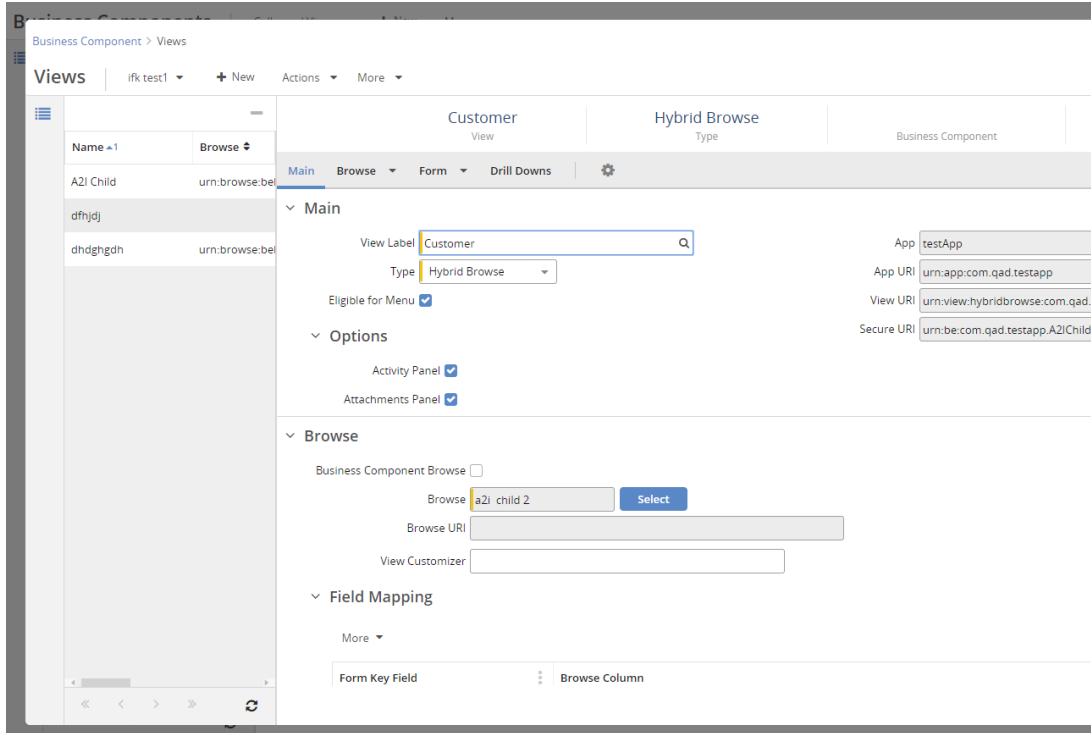 Business Component > Views
Views ifk test1 + New Actions More
Customer
View
Hybrid Browse
Type
Business Component
Name 1 Browse
A2I Child urn:browse:bel
dfhjdj
dhdghgdh urn:browse:bel
Main Browse Form Drill Downs
Main
View Label Customer
Type Hybrid Browse
Eligible for Menu
App testApp
App URI urn:app:com.qad.testapp
View URI urn:view:hybridbrowse:com.qad.
Secure URI urn:be:com.qad.testapp.A2IChild
Options
Activity Panel
Attachments Panel
Browse
Business Component Browse
Browse a2i child 2 Select
Browse URI
View Customizer
Field Mapping
More
Form Key Field Browse Column